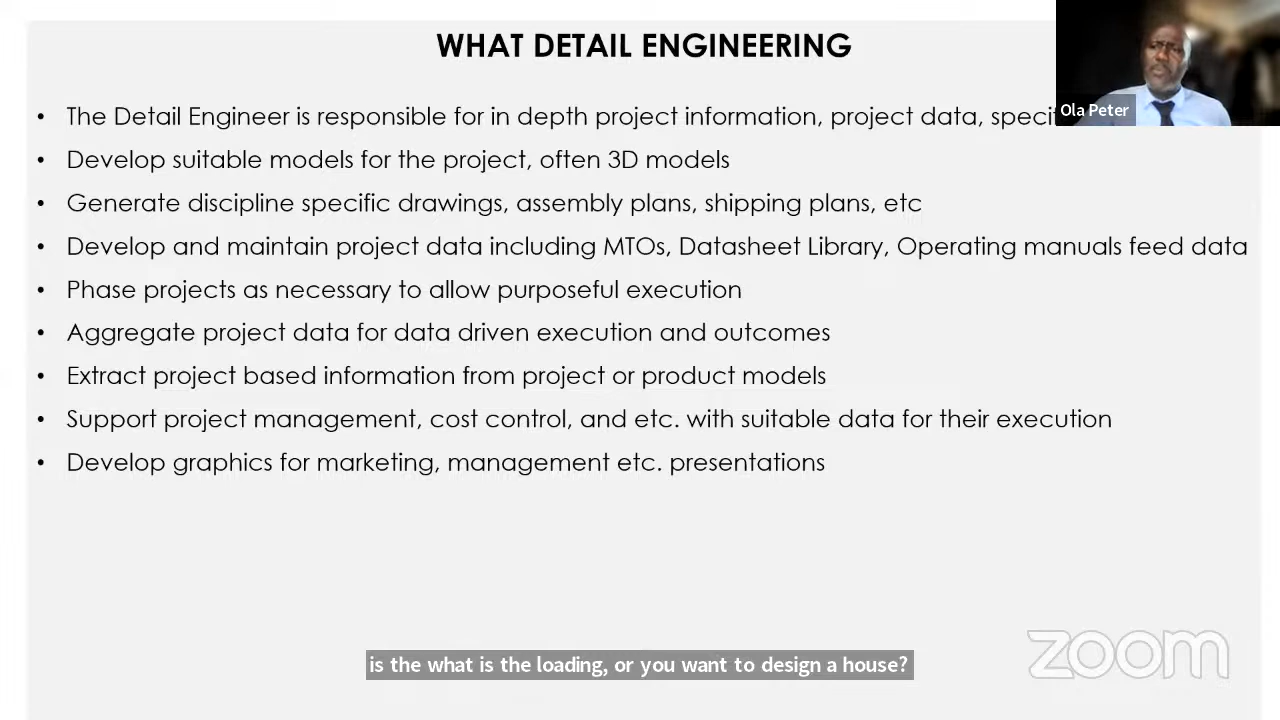 WHAT DETAIL ENGINEERING
• The Detail Engineer is responsible for in depth project information, project data,
Ola Peter
• Develop suitable models for the project, often 3D models
• Generate discipline specific drawings, assembly plans, shipping plans, etc
• Develop and maintain project data including MTOs, Datasheet Library, Operating manuals feed data
• Phase projects as necessary to allow purposeful execution
• Aggregate project data for data driven execution and outcomes
• Extract project based information from project or product models
• Support project management, cost control, and etc. with suitable data for their execution
• Develop graphics for marketing, management etc. presentations
is the what is the loading, or you want to design a house?
zoom